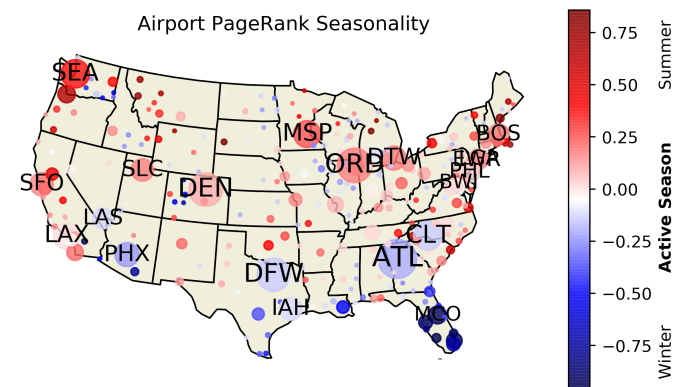 Airport PageRank Seasonality
SEA
MSP
BOS
ORD
DTW
LGA
EWR
PHL
BWI
SLC
SFO
DEN
LAS
LAX
PHX
CLT
ATL
DFW
IAH
MCO
0.75
0.50
0.25
0.00
−0.25
−0.50
−0.75
Summer
Active Season
Winter